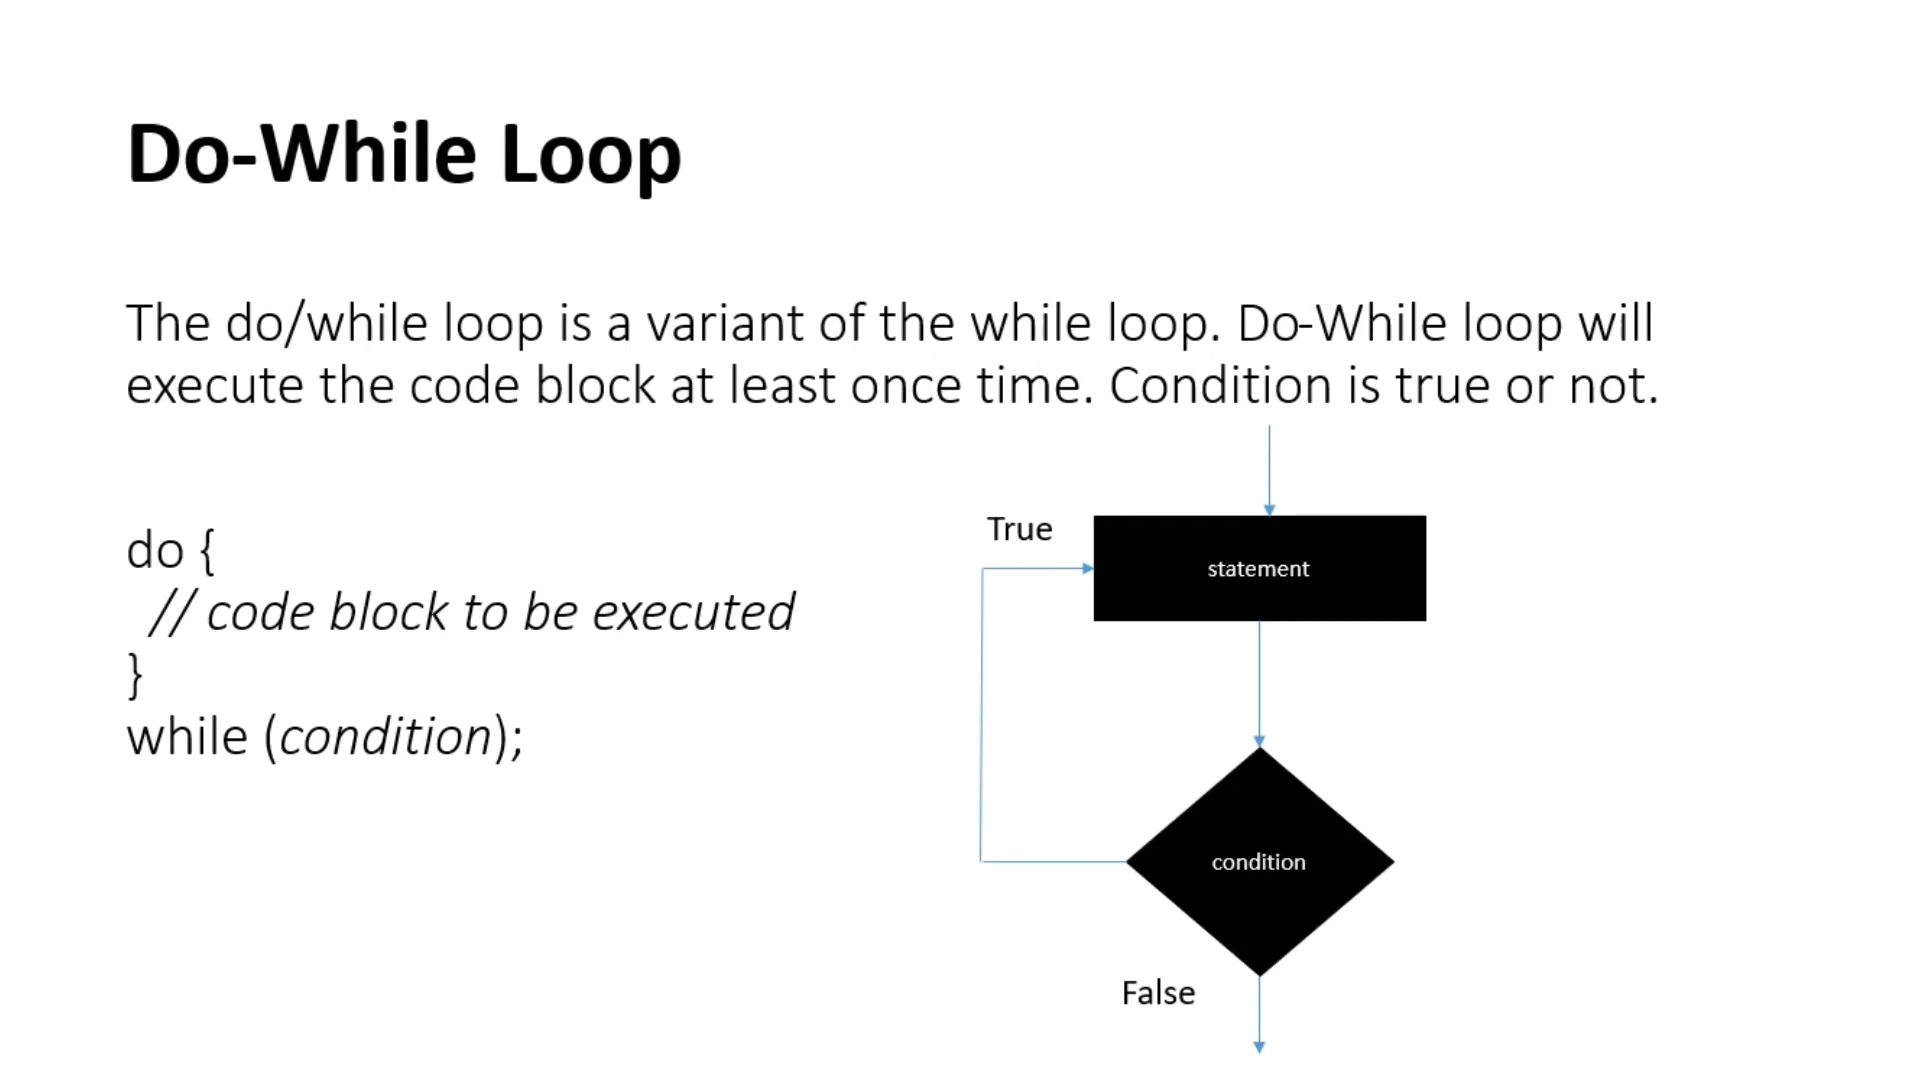 Do-While Loop
The do/while loop is a variant of the while loop. Do-While loop will
execute the code block at least once time. Condition is true or not.
do {
// code block to be executed
}
while (condition);
True
statement
condition
False